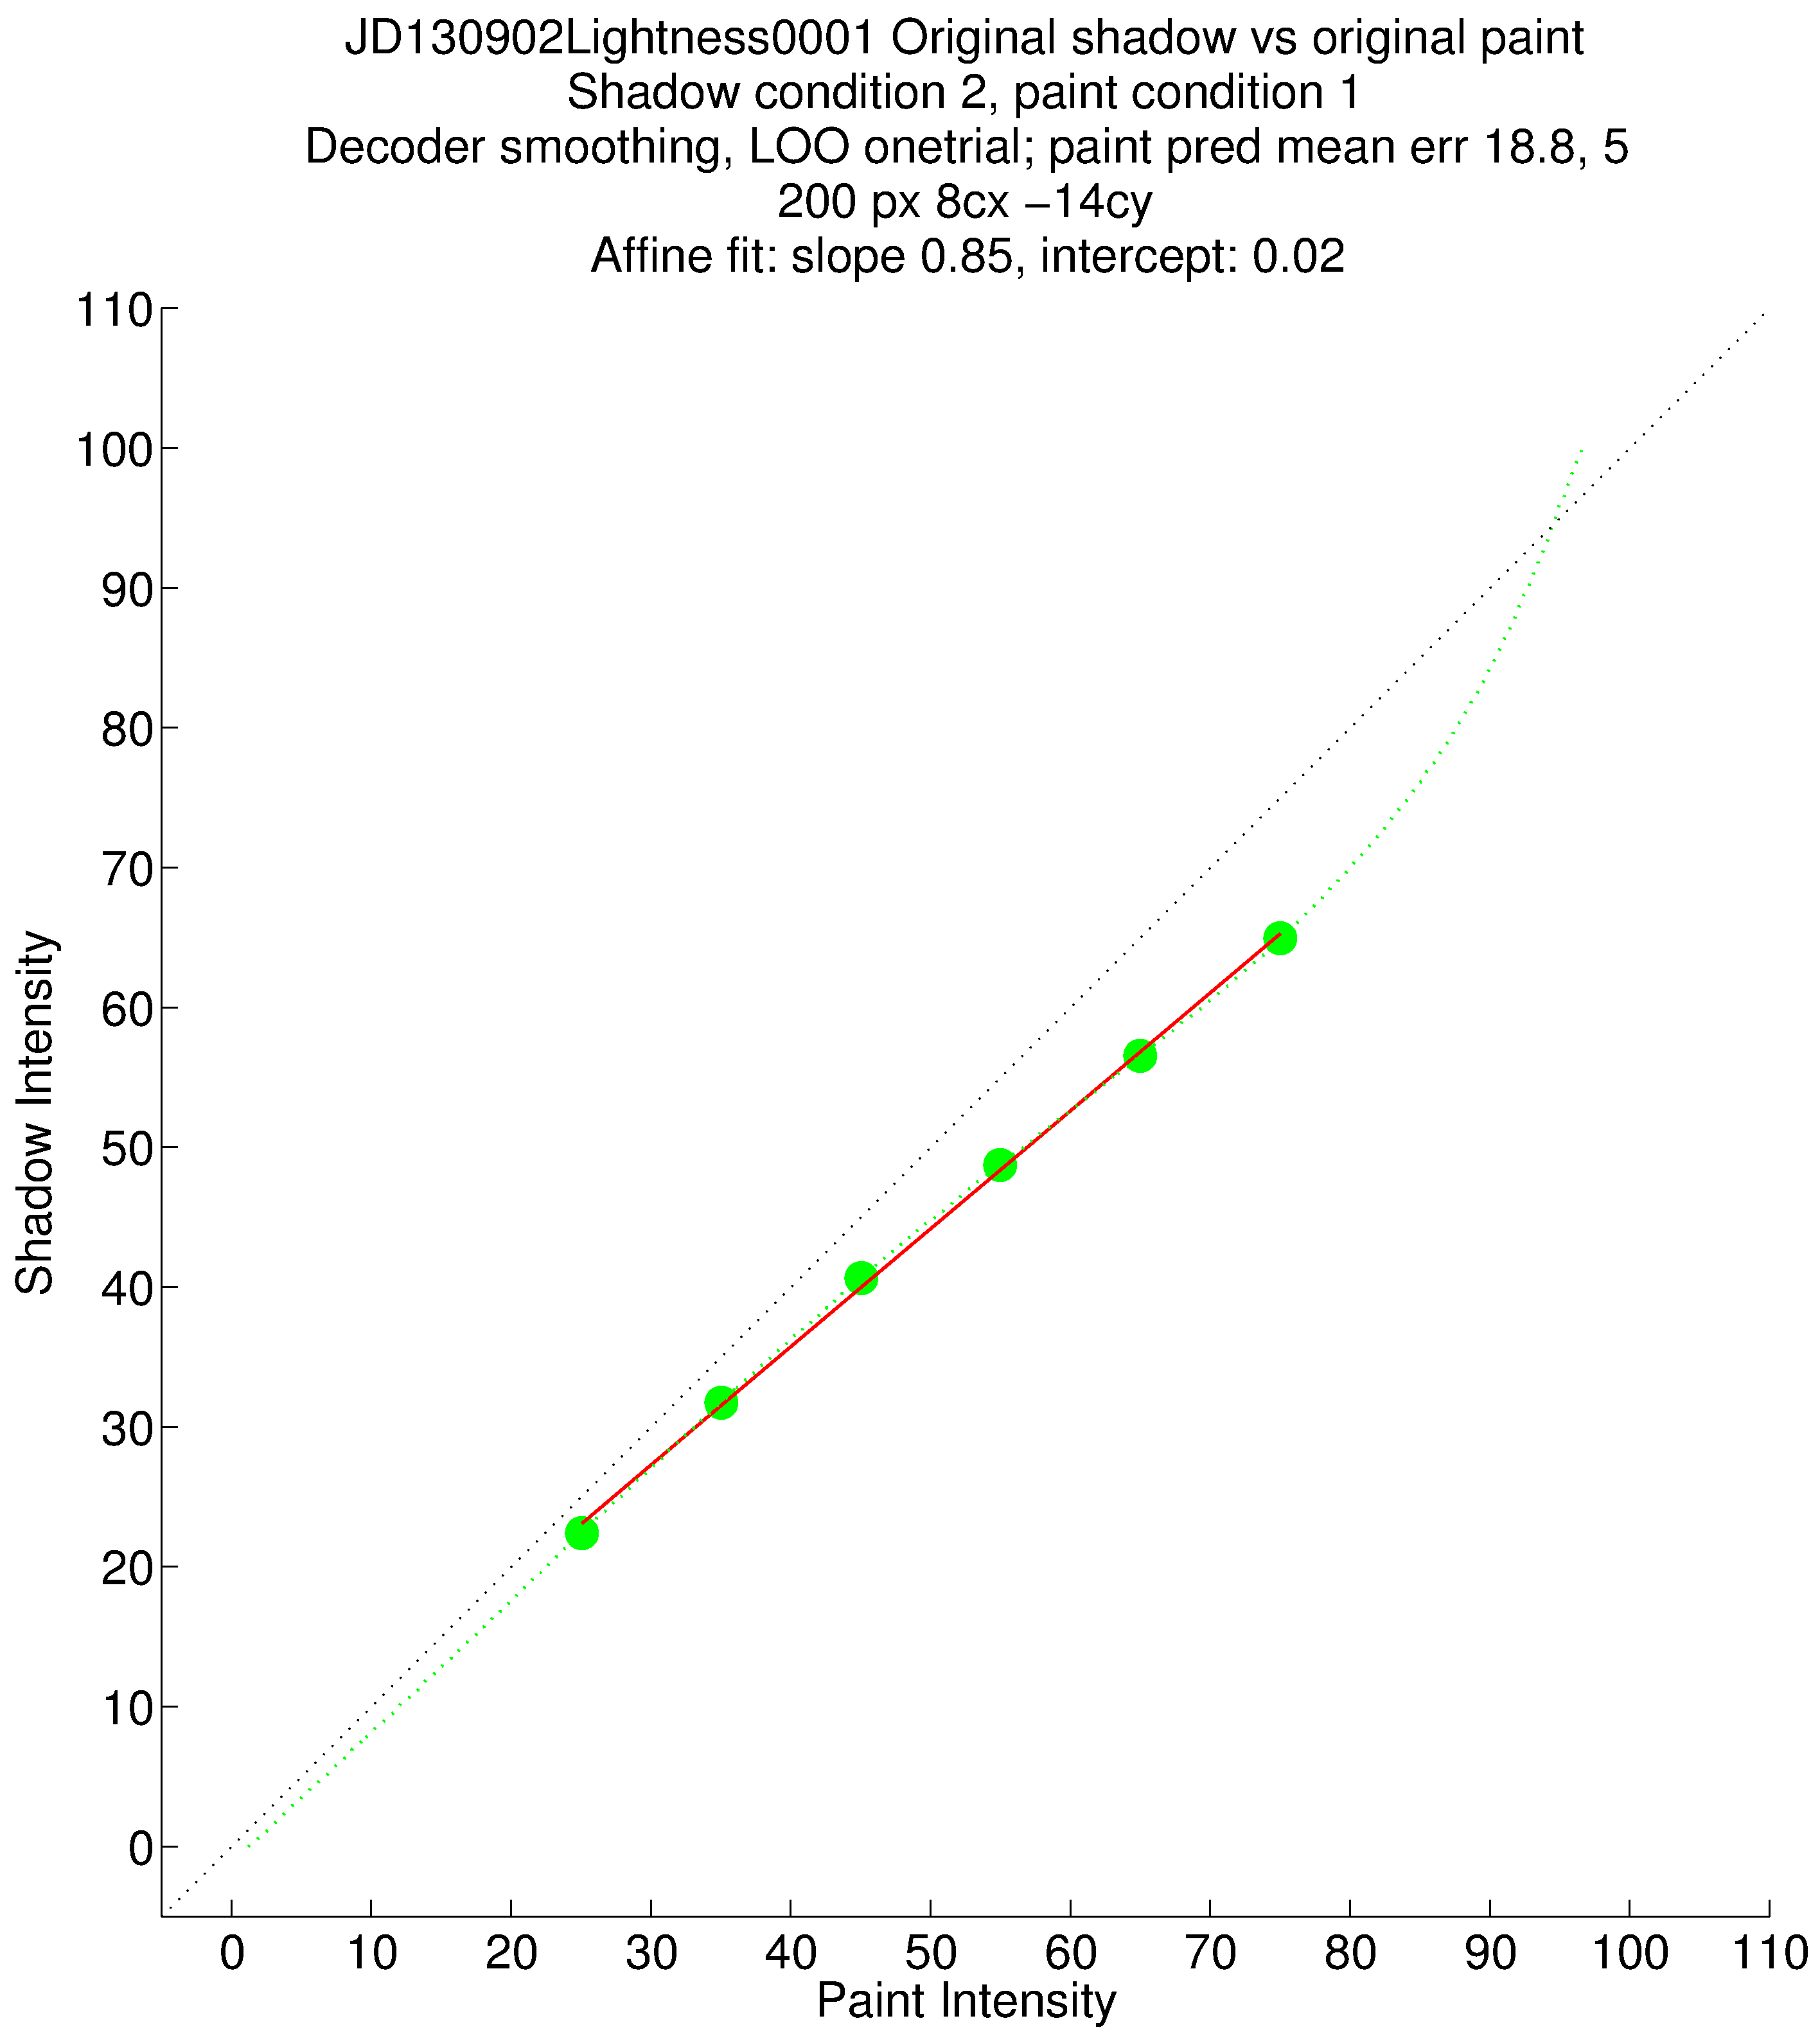 JD130902Lightness0001 Original shadow vs original paint
Shadow condition 2, paint condition 1
Decoder smoothing, LOO onetrial; paint pred mean err 18.8, 5
200 px 8cx −14cy
Affine fit: slope 0.85, intercept: 0.02
110
100
90
80
70
60
50
40
30
20
10
0
Shadow Intensity
0 10 20 30 40 50 60 70 80 90 100 110
Paint Intensity